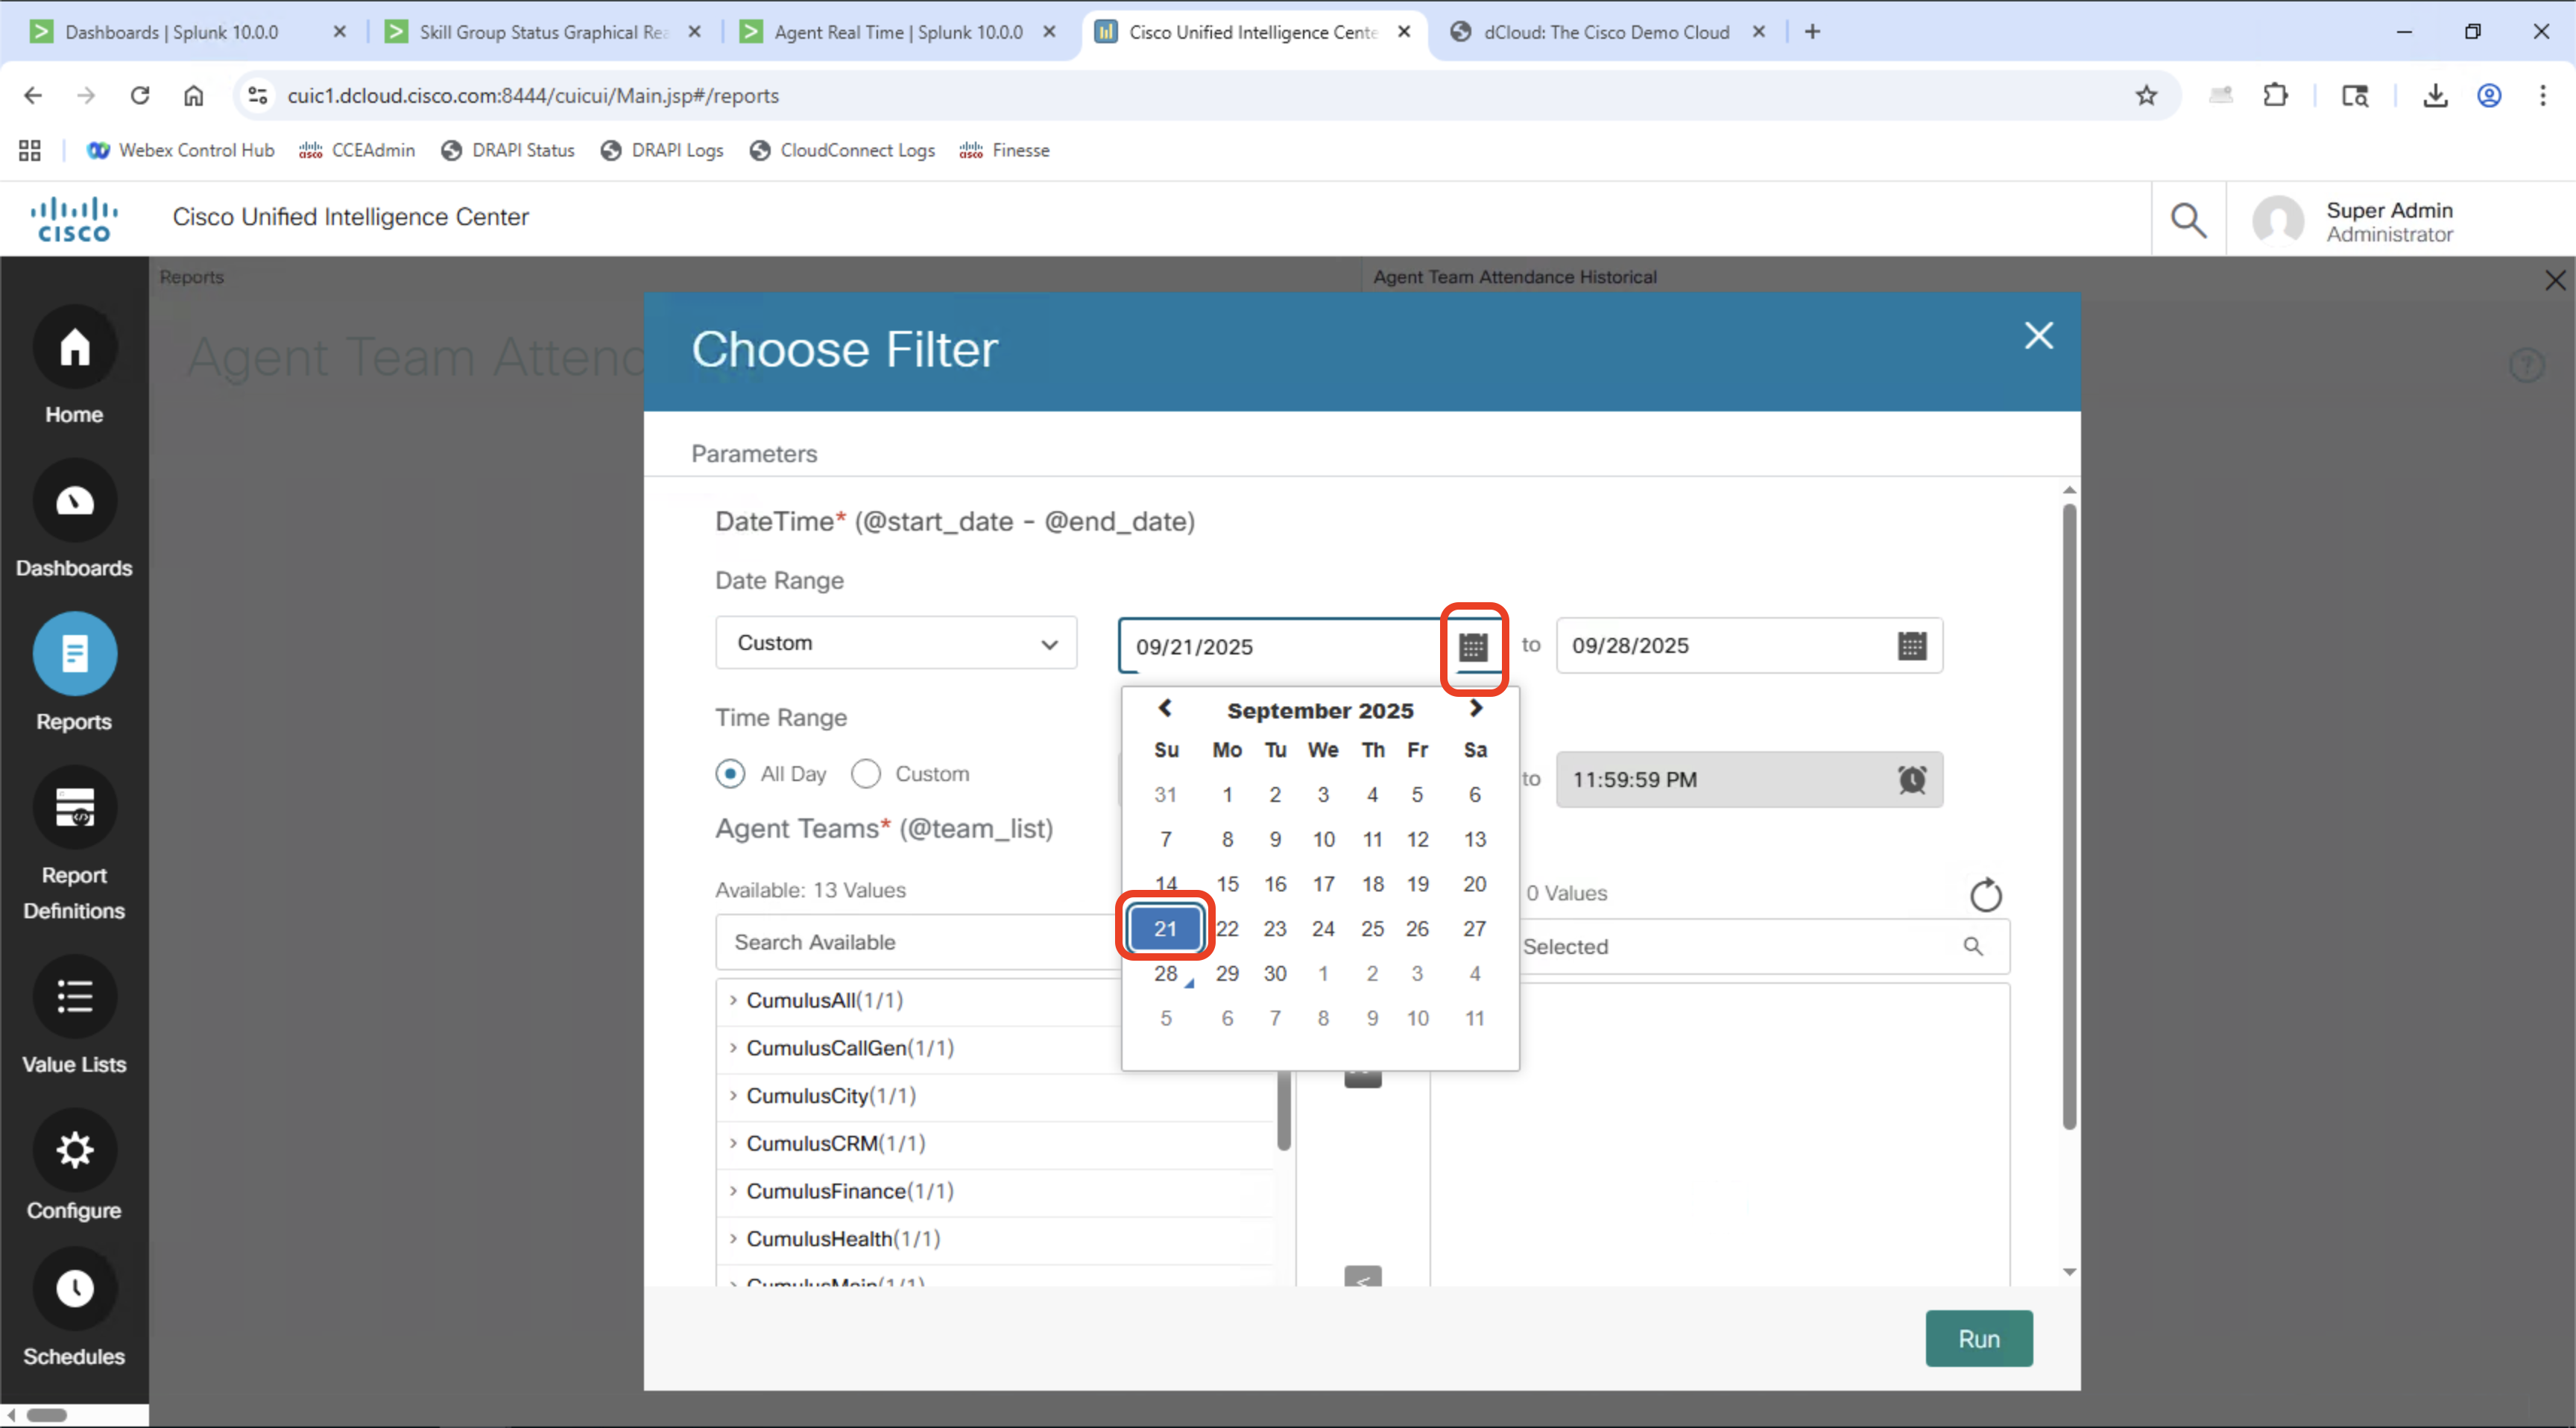 Dashboards | Splunk 10.0.0
Skill Group Status Graphical Rea
Agent Real Time | Splunk 10.0.0
Cisco Unified Intelligence Cente
dCloud: The Cisco Demo Cloud
cuic1.dcloud.cisco.com:8444/cuicui/Main.jsp#/reports
Webex Control Hub
CCEAdmin
DRAPI Status
DRAPI Logs
CloudConnect Logs
Finesse
CISCO
Cisco Unified Intelligence Center
Super Admin
Administrator
Reports
Agent Team Attendance Historical
Agent Team Attend
Home
Dashboards
Reports
Report
Definitions
Value Lists
Configure
Schedules
Choose Filter
Parameters
DateTime* (@start_date - @end_date)
Date Range
Custom
09/21/2025
to
09/28/2025
Time Range
All Day
Custom
to
11:59:59 PM
September 2025
Su Mo Tu We Th Fr Sa
31 1 2 3 4 5 6
7 8 9 10 11 12 13
14 15 16 17 18 19 20
21 22 23 24 25 26 27
28 29 30 1 2 3 4
5 6 7 8 9 10 11
Agent Teams* (@team_list)
Available: 13 Values
0 Values
Search Available
Selected
CumulusAll(1/1)
CumulusCallGen(1/1)
CumulusCity(1/1)
CumulusCRM(1/1)
CumulusFinance(1/1)
CumulusHealth(1/1)
CumulusMain(1/1)
Run